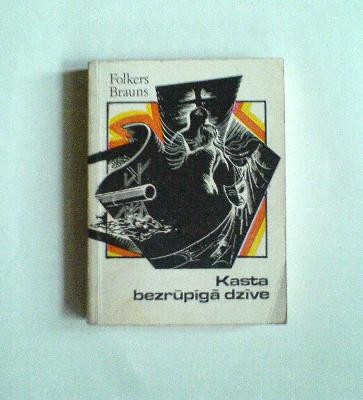 Folkers
Brauns
Kasta
bezrūpīgā dzīve